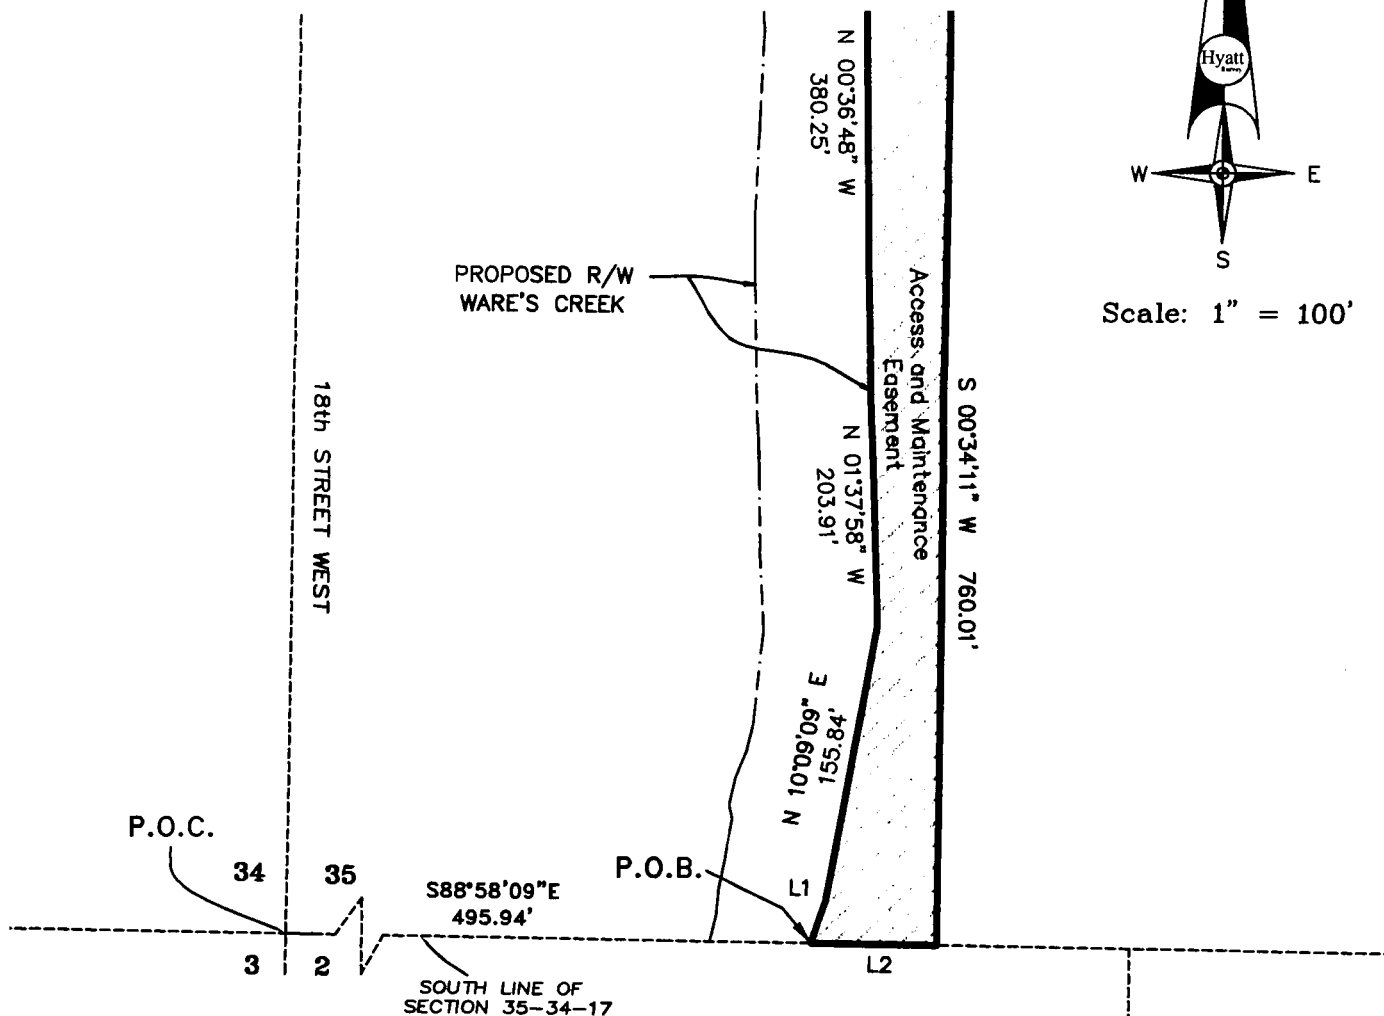 Hyatt
Survey
W
E
S
Scale: 1" = 100'
N 00°36'48" W
380.25'
PROPOSED R/W
WARE'S CREEK
Access and Maintenance
Easement
18th STREET WEST
N 01°37'58" W
203.91'
S 00°34'11" W 760.01'
N 10°09'09" E
155.84'
P.O.C.
34
35
3
2
S88°58'09"E
495.94'
P.O.B.
L1
L2
SOUTH LINE OF
SECTION 35-34-17